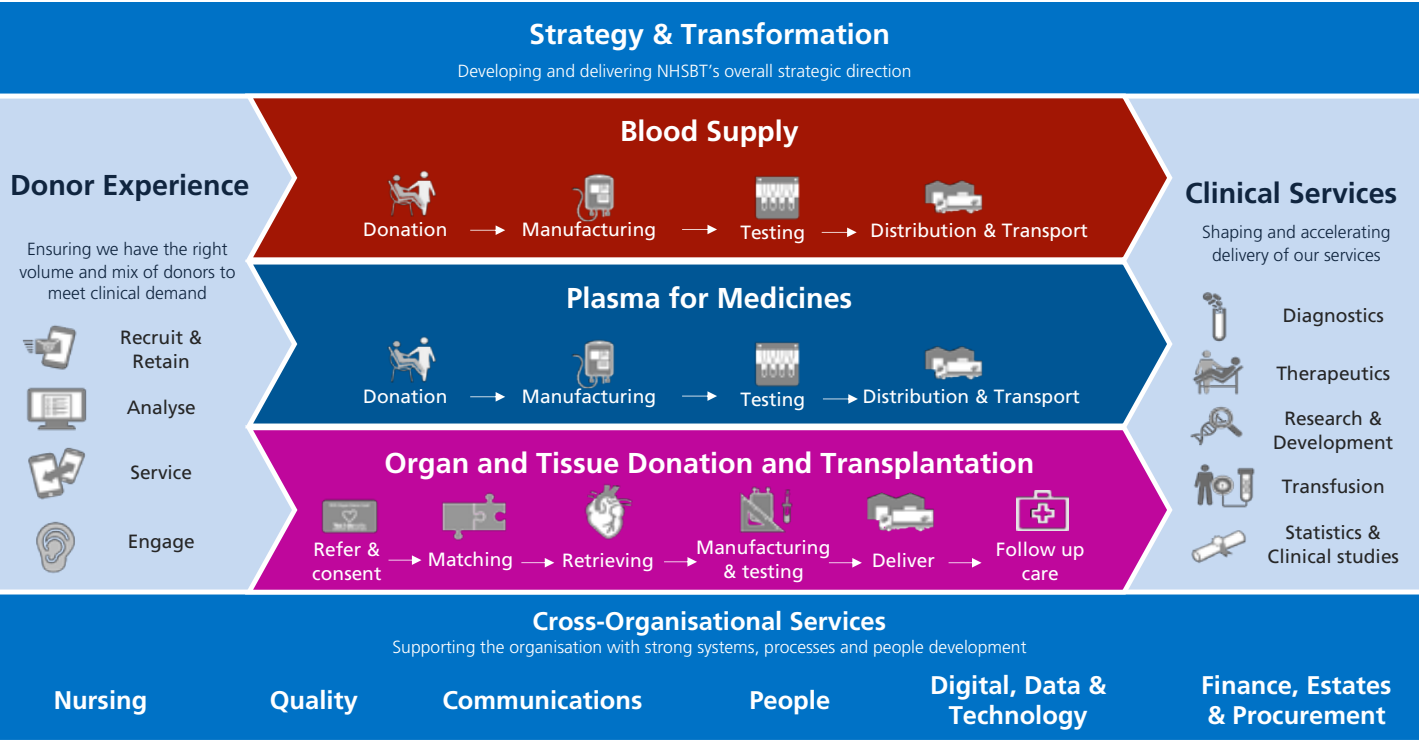 Strategy & Transformation
Developing and delivering NHSBT's overall strategic direction
Donor Experience
Ensuring we have the right
volume and mix of donors to
meet clinical demand
Recruit &
Retain
Analyse
Service
Engage
Blood Supply
Donation
Manufacturing
Testing
Distribution & Transport
Plasma for Medicines
Donation
Manufacturing
Testing
Distribution & Transport
Organ and Tissue Donation and Transplantation
Refer &
consent
Matching
Retrieving
Manufacturing
& testing
Deliver
Follow up
care
Clinical Services
Shaping and accelerating
delivery of our services
Diagnostics
Therapeutics
Research &
Development
Transfusion
Statistics &
Clinical studies
Cross-Organisational Services
Supporting the organisation with strong systems, processes and people development
Nursing
Quality
Communications
People
Digital, Data &
Technology
Finance, Estates
& Procurement